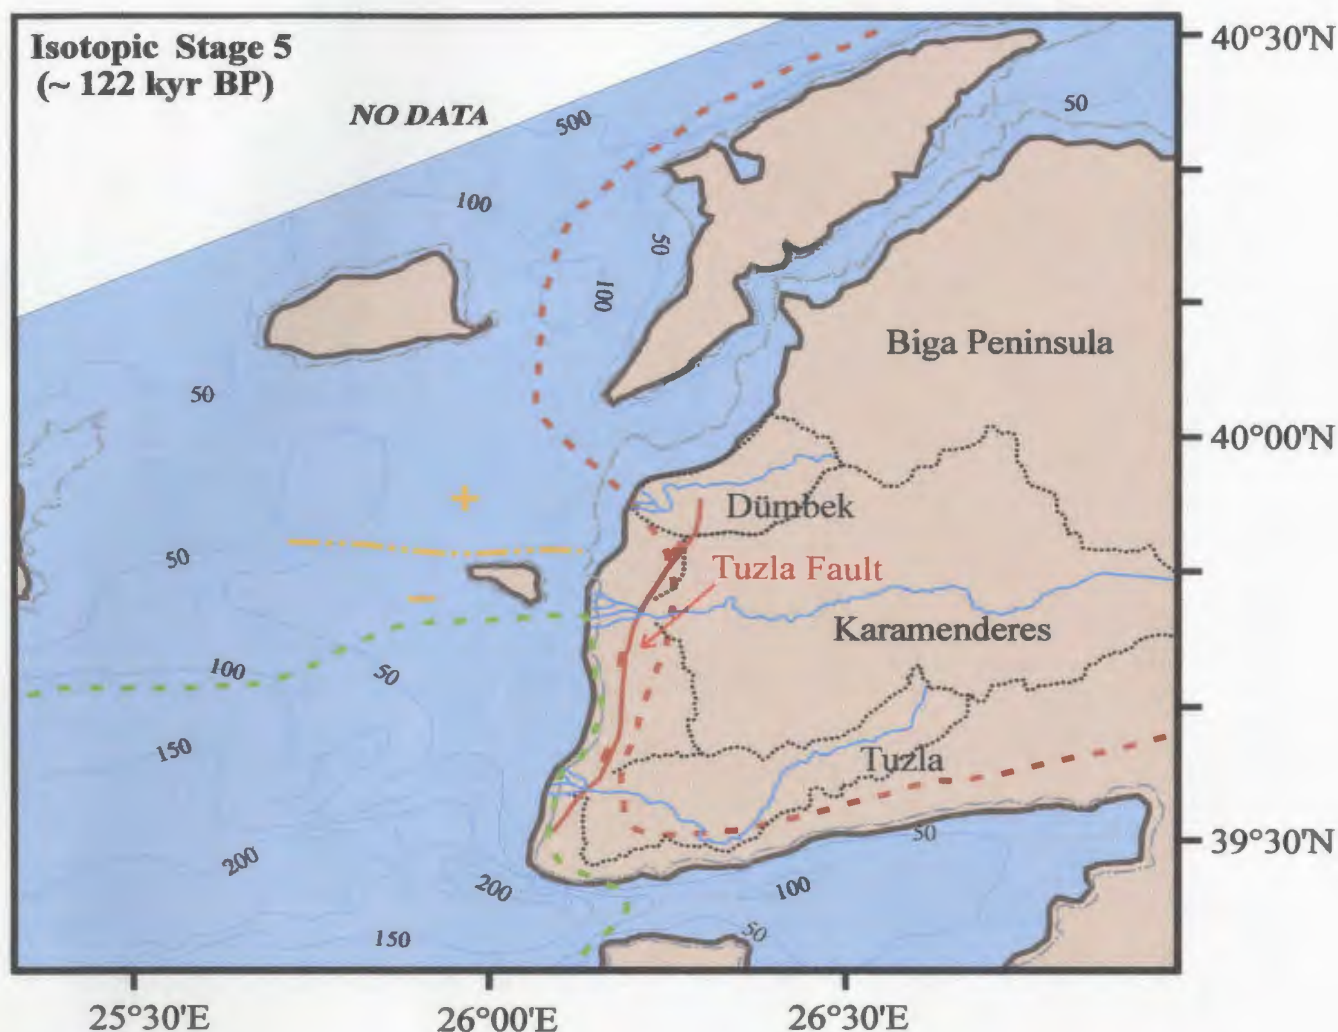 Isotopic Stage 5
(~ 122 kyr BP)
NO DATA
500
50
40°30'N
100
50
100
Biga Peninsula
50
40°00'N
+
Dümbek
50
Tuzla Fault
–
Karamenderes
100
50
150
Tuzla
50
39°30'N
200
200
100
150
50
25°30'E
26°00'E
26°30'E